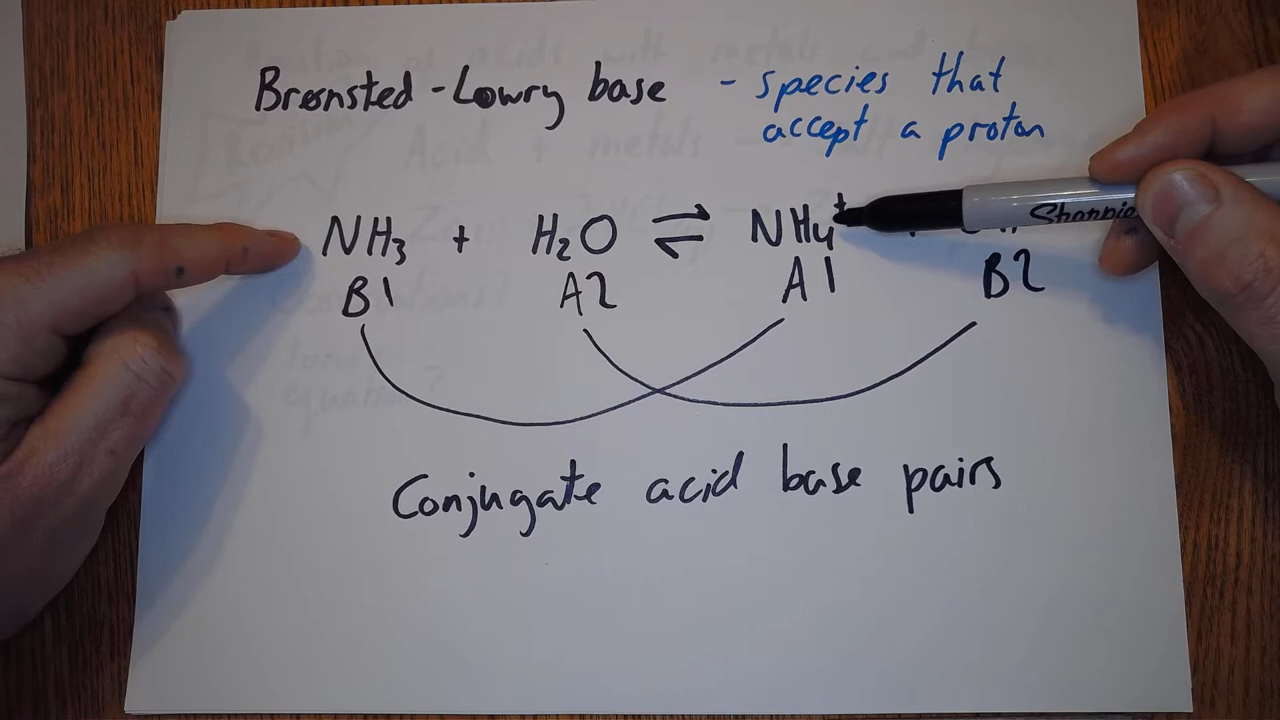 Brønsted - Lowry base - species that
accept a proton
NH₃ + H₂O ⇌ NH₄⁺
B1 A2 A1 B2
Conjugate acid base pairs
Sharpie